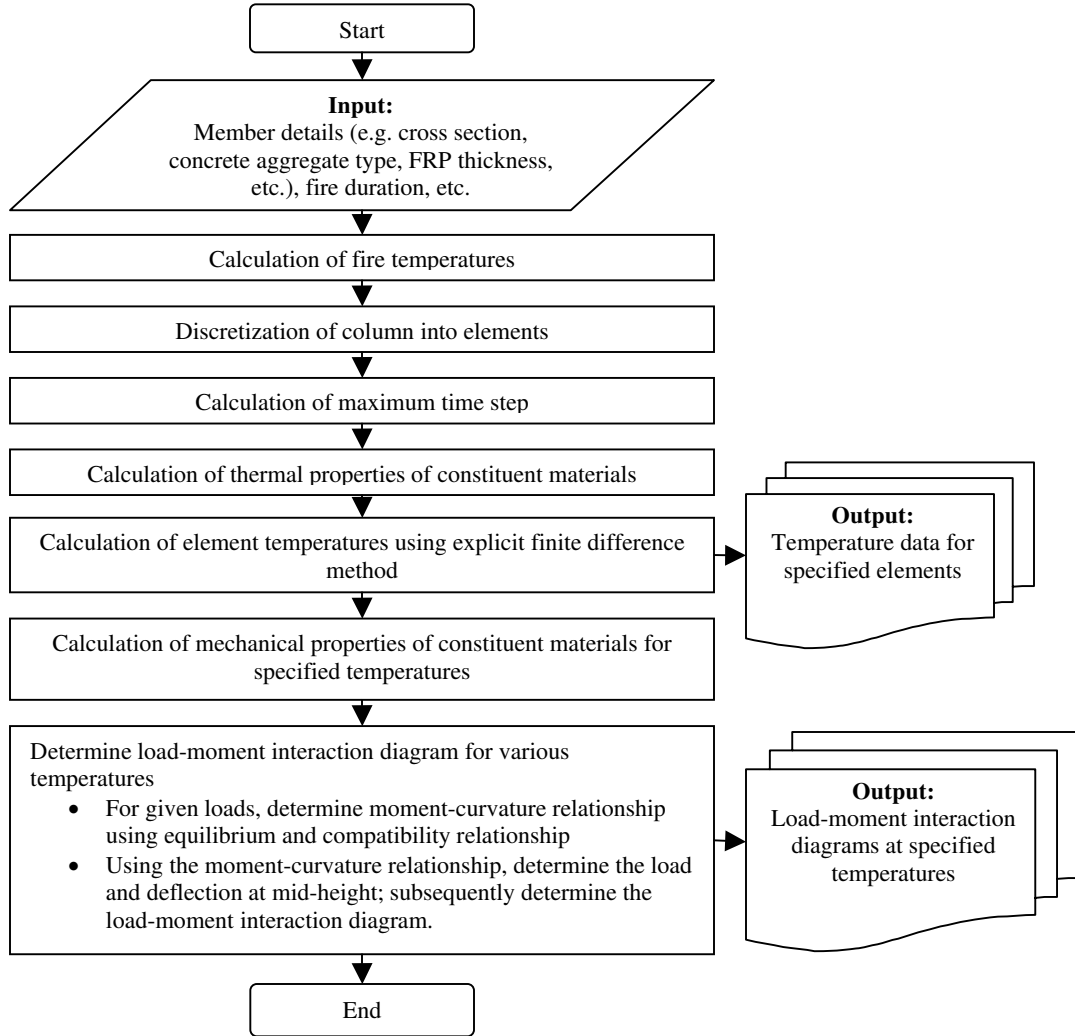 Start
Input:
Member details (e.g. cross section,
concrete aggregate type, FRP thickness,
etc.), fire duration, etc.
Calculation of fire temperatures
Discretization of column into elements
Calculation of maximum time step
Calculation of thermal properties of constituent materials
Calculation of element temperatures using explicit finite difference
method
Output:
Temperature data for
specified elements
Calculation of mechanical properties of constituent materials for
specified temperatures
Determine load-moment interaction diagram for various
temperatures
• For given loads, determine moment-curvature relationship
using equilibrium and compatibility relationship
• Using the moment-curvature relationship, determine the load
and deflection at mid-height; subsequently determine the
load-moment interaction diagram.
Output:
Load-moment interaction
diagrams at specified
temperatures
End